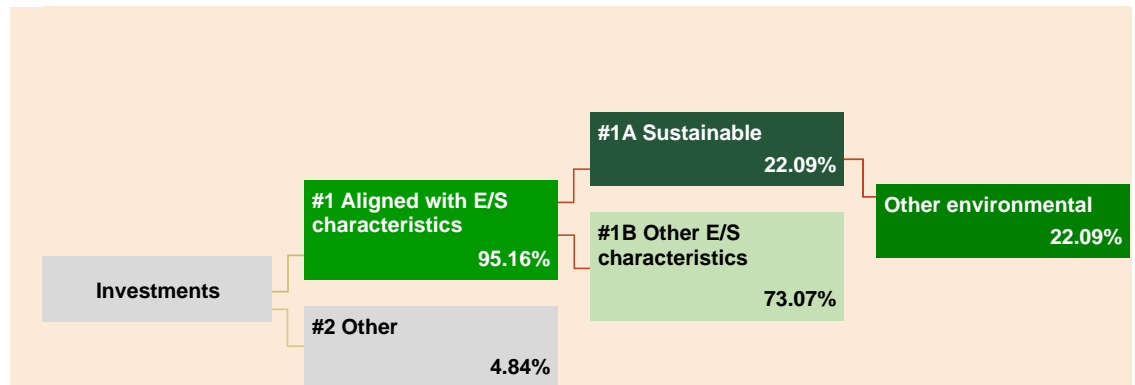 Investments
#1 Aligned with E/S
characteristics
95.16%
#2 Other
4.84%
#1A Sustainable
22.09%
#1B Other E/S
characteristics
73.07%
Other environmental
22.09%